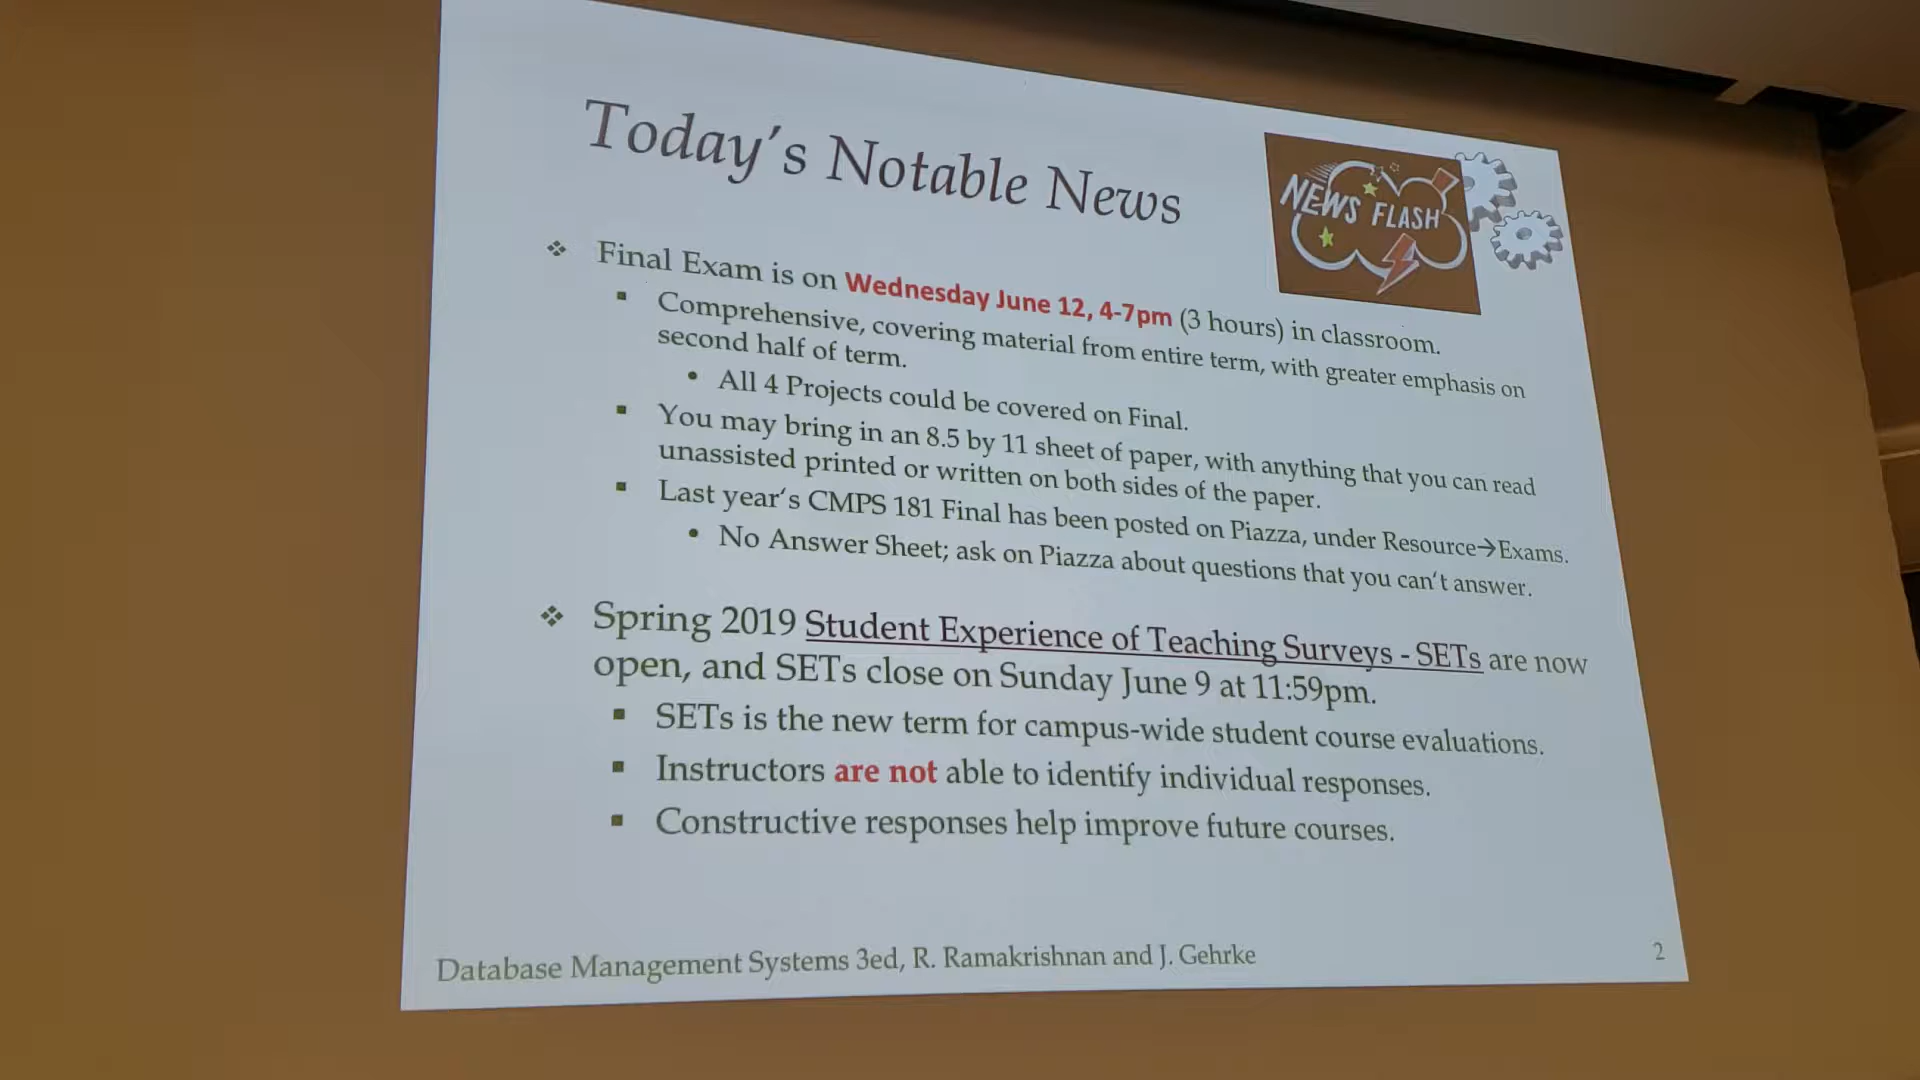 Today's Notable News
NEWS FLASH
❖ Final Exam is on Wednesday June 12, 4-7pm (3 hours) in classroom.
▪ Comprehensive, covering material from entire term, with greater emphasis on
second half of term.
• All 4 Projects could be covered on Final.
▪ You may bring in an 8.5 by 11 sheet of paper, with anything that you can read
unassisted printed or written on both sides of the paper.
▪ Last year's CMPS 181 Final has been posted on Piazza, under Resource→Exams.
• No Answer Sheet; ask on Piazza about questions that you can't answer.
❖ Spring 2019 Student Experience of Teaching Surveys - SETs are now
open, and SETs close on Sunday June 9 at 11:59pm.
▪ SETs is the new term for campus-wide student course evaluations.
▪ Instructors are not able to identify individual responses.
▪ Constructive responses help improve future courses.
Database Management Systems 3ed, R. Ramakrishnan and J. Gehrke
2